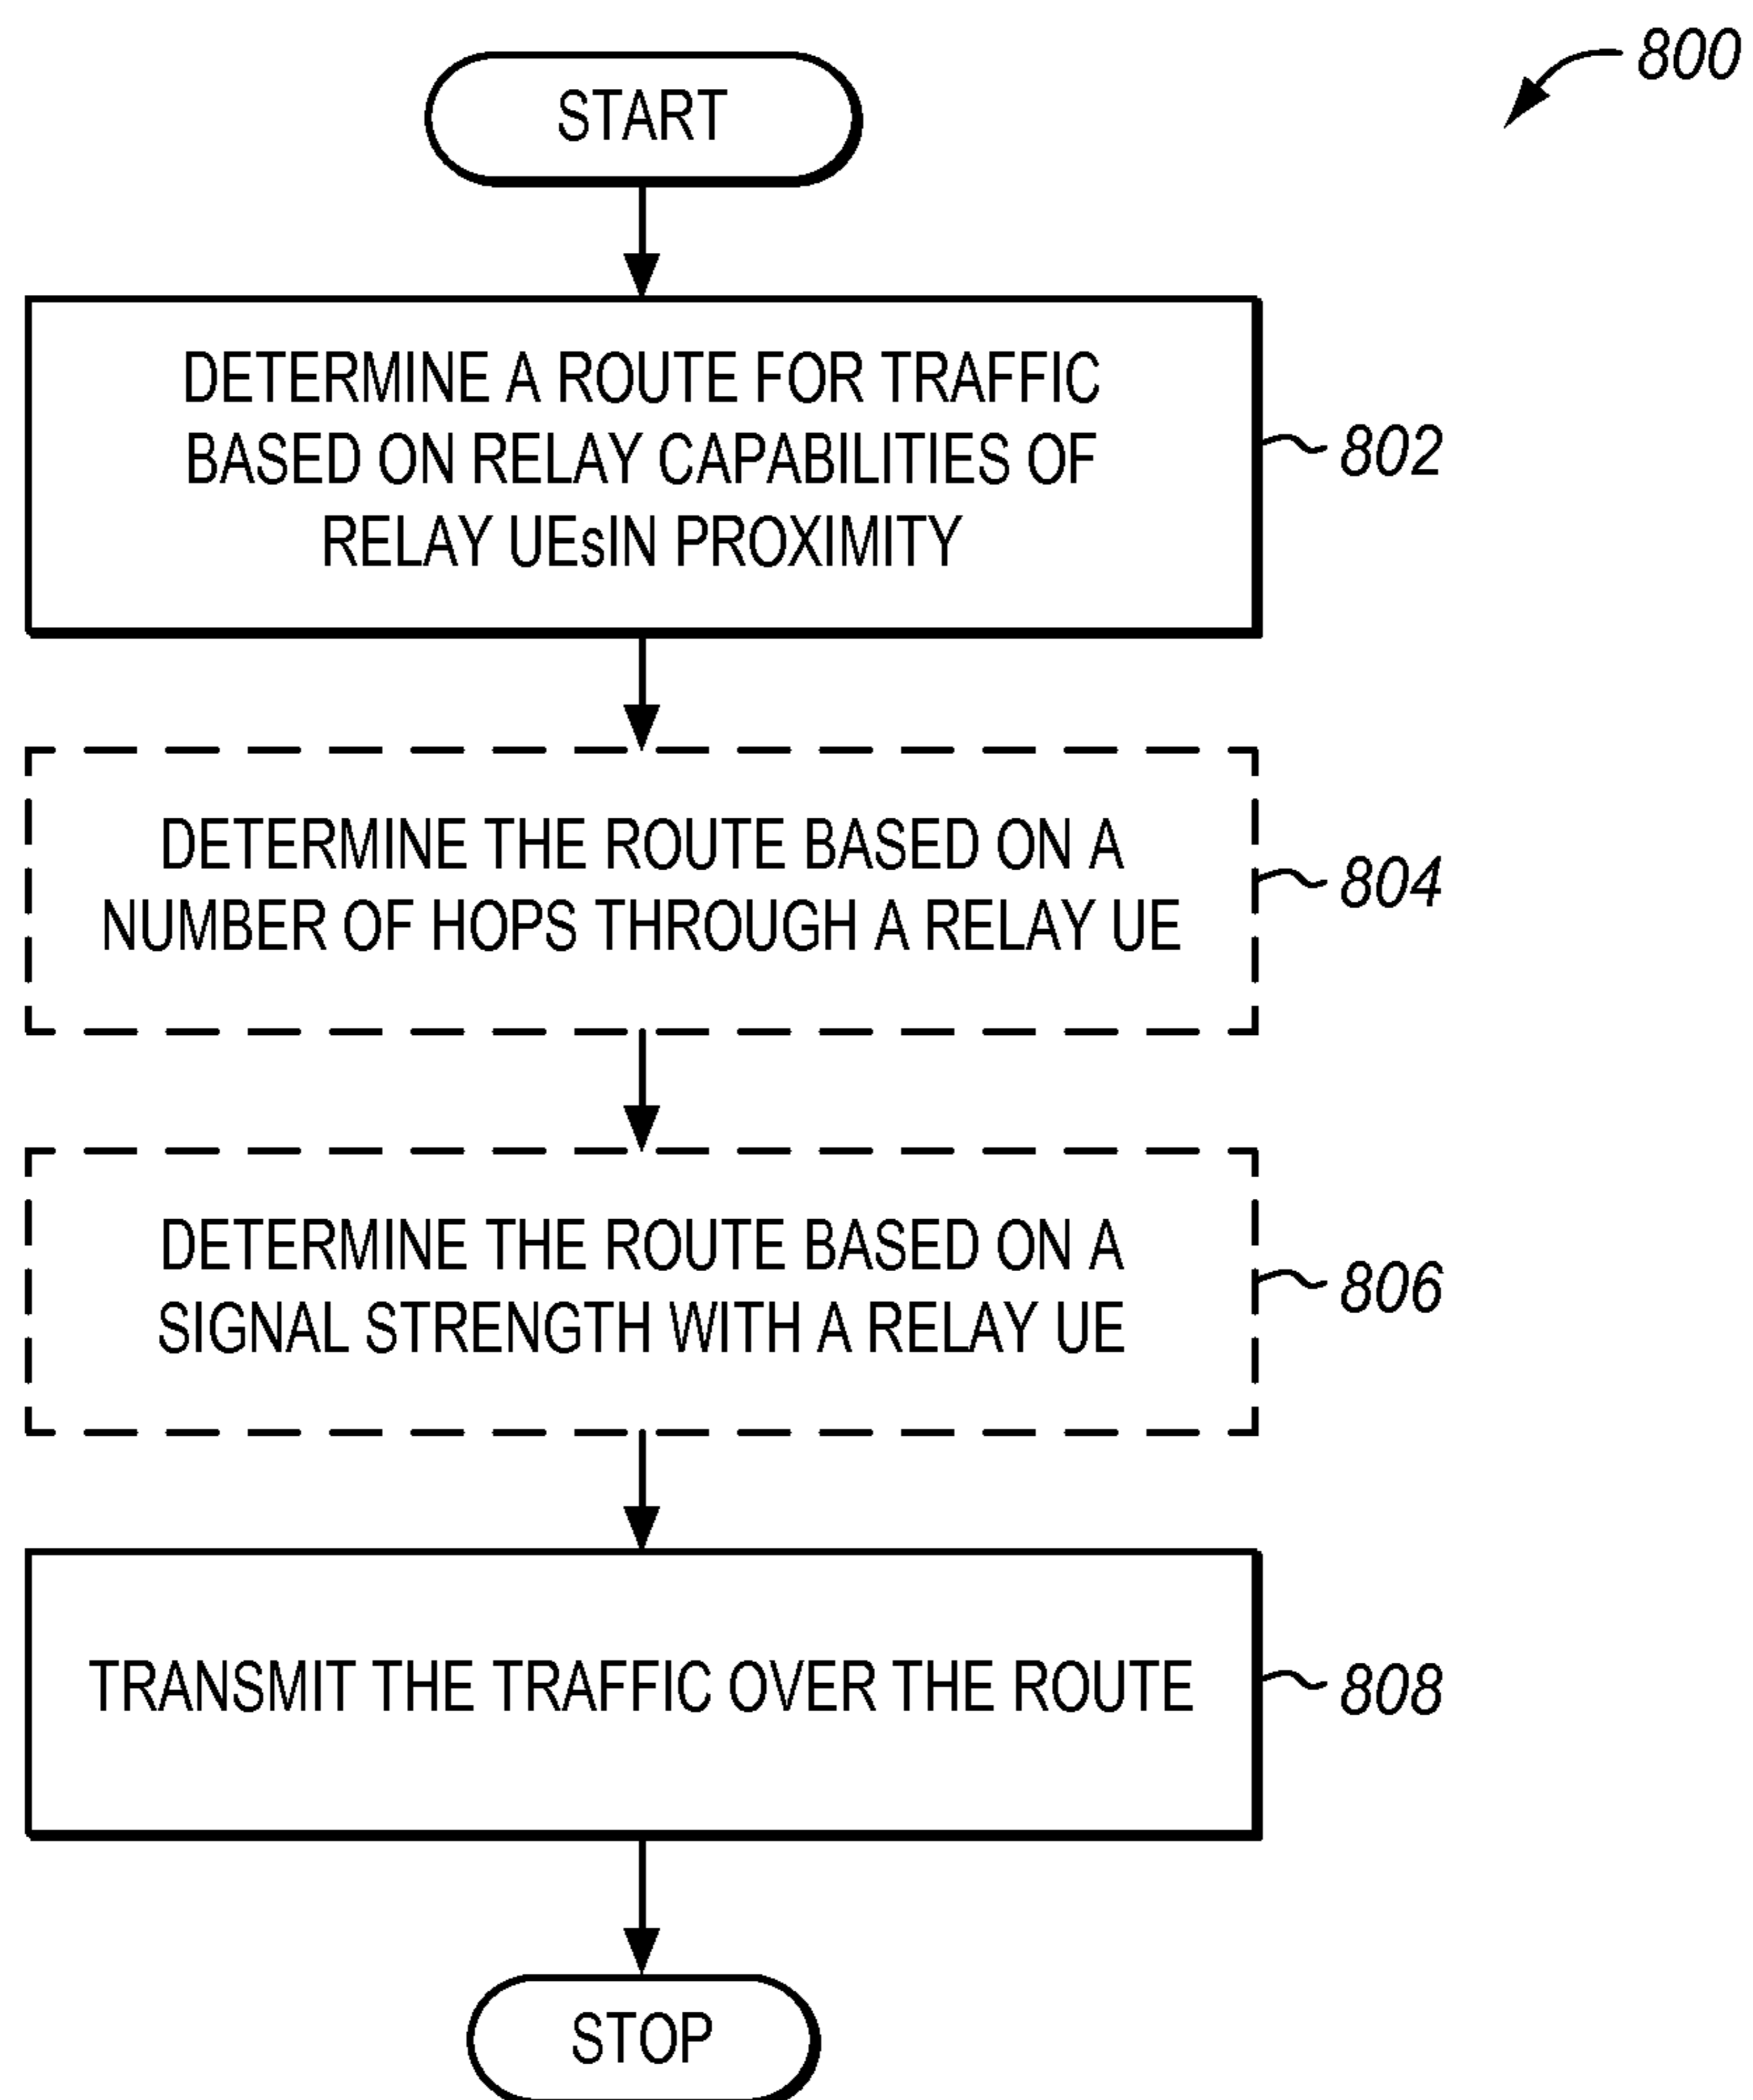 800
START
DETERMINE A ROUTE FOR TRAFFIC
BASED ON RELAY CAPABILITIES OF
RELAY UEsIN PROXIMITY
802
DETERMINE THE ROUTE BASED ON A
NUMBER OF HOPS THROUGH A RELAY UE
804
DETERMINE THE ROUTE BASED ON A
SIGNAL STRENGTH WITH A RELAY UE
806
TRANSMIT THE TRAFFIC OVER THE ROUTE
808
STOP